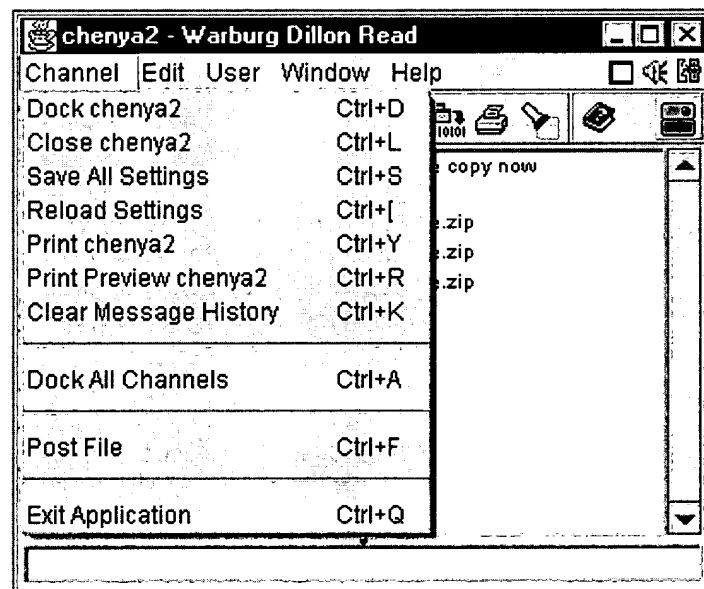 chenya2 - Warburg Dillon Read
Channel Edit User Window Help
Dock chenya2 Ctrl+D
Close chenya2 Ctrl+L
Save All Settings Ctrl+S
Reload Settings Ctrl+[
Print chenya2 Ctrl+Y
Print Preview chenya2 Ctrl+R
Clear Message History Ctrl+K
Dock All Channels Ctrl+A
Post File Ctrl+F
Exit Application Ctrl+Q
10101
copy now
.zip
.zip
.zip